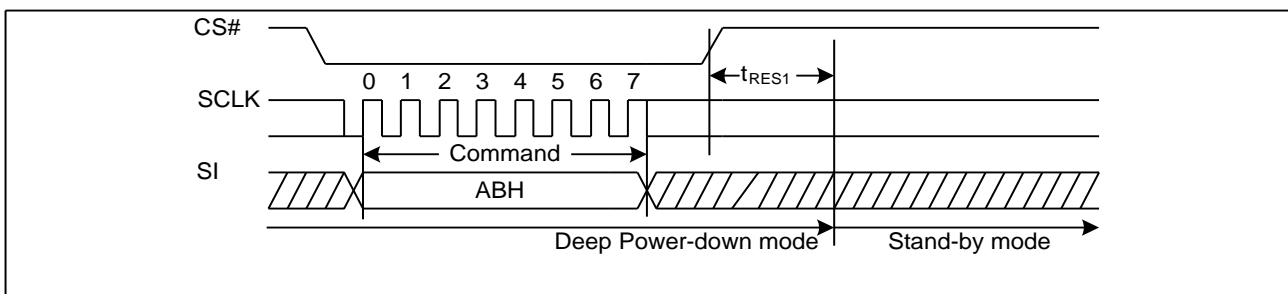 CS#
tRES1
0 1 2 3 4 5 6 7
SCLK
Command
SI
ABH
Deep Power-down mode Stand-by mode